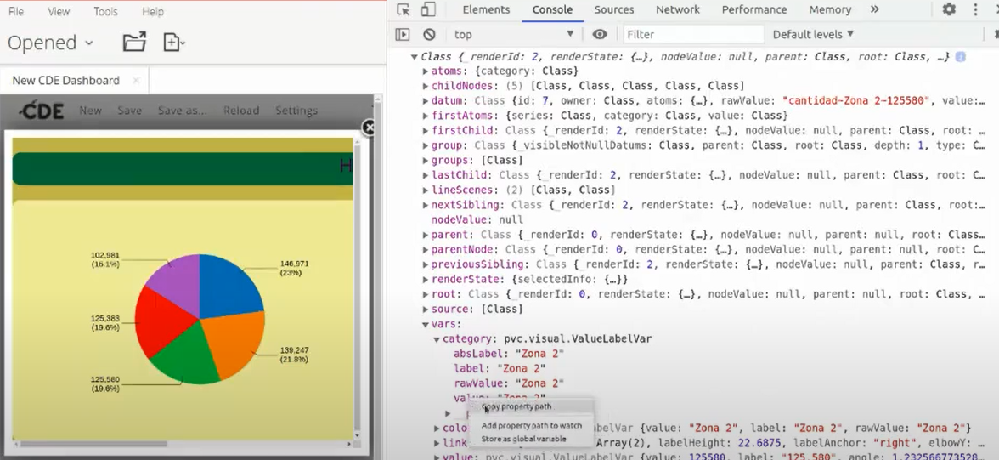 File View Tools Help
Opened
New CDE Dashboard ×
CDE New Save Save as... Reload Settings
H
102,981
(16.1%)
146,971
(23%)
125,383
(19.6%)
139,247
(21.8%)
125,580
(19.6%)
Elements Console Sources Network Performance Memory »
top Filter Default levels
Class {_renderId: 2, renderState: {…}, nodeValue: null, parent: Class, root: Class, …} i
atoms: {category: Class}
childNodes: (5) [Class, Class, Class, Class, Class]
datum: Class {id: 7, owner: Class, atoms: {…}, rawValue: "cantidad~Zona 2~125580", value:…
firstAtoms: {series: Class, category: Class, value: Class}
firstChild: Class {_renderId: 2, renderState: {…}, nodeValue: null, parent: Class, root: …
group: Class {_visibleNotNullDatums: Class, parent: Class, root: Class, depth: 1, type: C…
groups: [Class]
lastChild: Class {_renderId: 2, renderState: {…}, nodeValue: null, parent: Class, root: C…
lineScenes: (2) [Class, Class]
nextSibling: Class {_renderId: 2, renderState: {…}, nodeValue: null, parent: Class, root:…
nodeValue: null
parent: Class {_renderId: 0, renderState: {…}, nodeValue: null, parent: null, root: Class…
parentNode: Class {_renderId: 0, renderState: {…}, nodeValue: null, parent: null, root: C…
previousSibling: Class {_renderId: 2, renderState: {…}, nodeValue: null, parent: Class, r…
renderState: {selectedInfo: {…}}
root: Class {_renderId: 0, renderState: {…}, nodeValue: null, parent: null, root: Class, …
source: [Class]
vars:
category: pvc.visual.ValueLabelVar
absLabel: "Zona 2"
label: "Zona 2"
rawValue: "Zona 2"
value: "Zona 2"
Copy property path
Add property path to watch
Store as global variable
colo abelVar {value: "Zona 2", label: "Zona 2", rawValue: "Zona 2"}
link Array(2), labelHeight: 22.6875, labelAnchor: "right", elbowY: …
value: pvc.visual.ValueLabelVar {value: 125580, label: "125,580", angle: 1.232566773528…